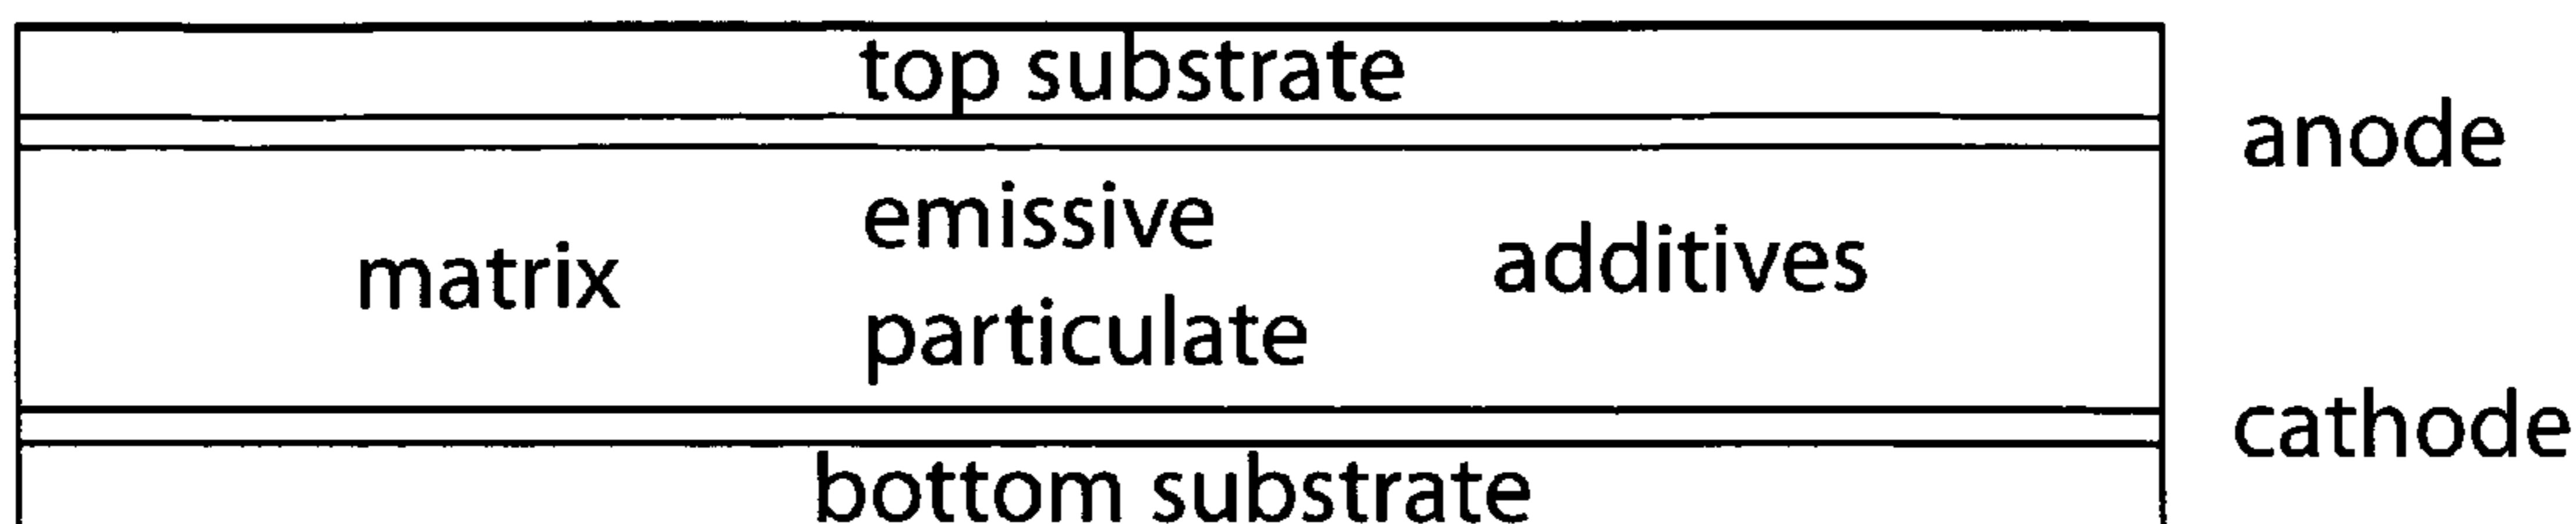 top substrate
anode
emissive
matrix
additives
particulate
cathode
bottom substrate